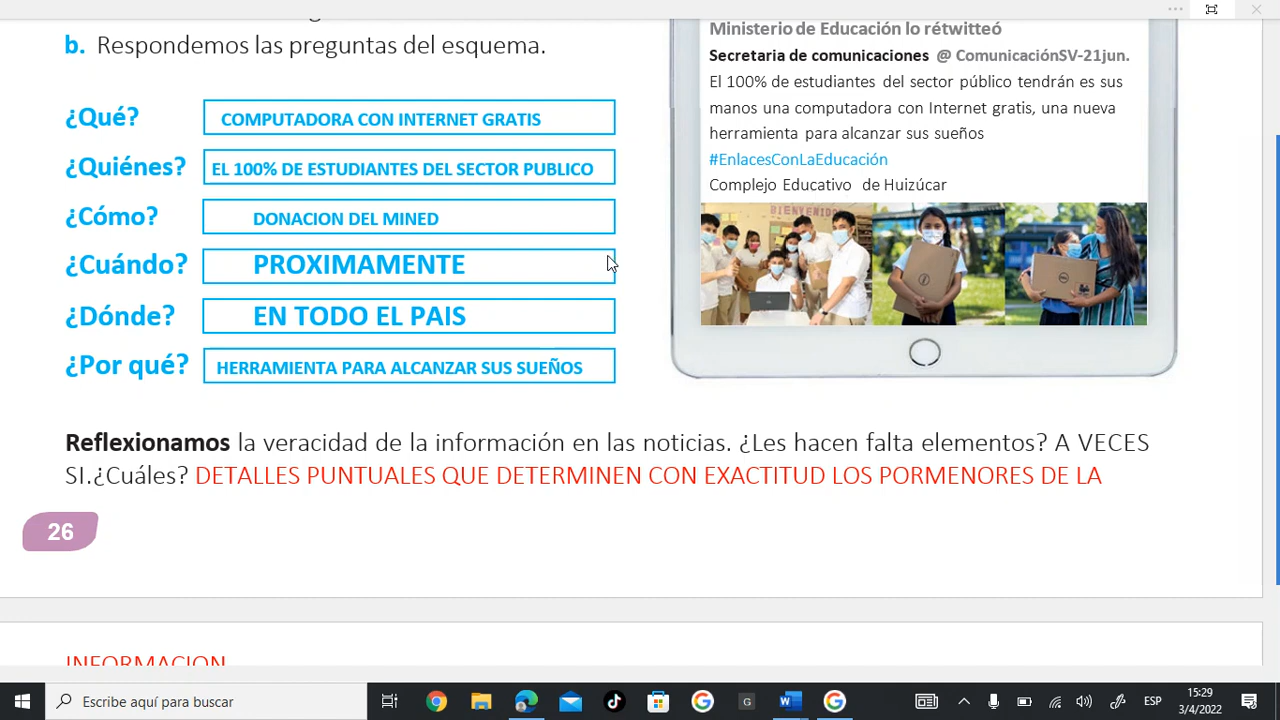 b. Respondemos las preguntas del esquema.
¿Qué? COMPUTADORA CON INTERNET GRATIS
¿Quiénes? EL 100% DE ESTUDIANTES DEL SECTOR PUBLICO
¿Cómo? DONACION DEL MINED
¿Cuándo? PROXIMAMENTE
¿Dónde? EN TODO EL PAIS
¿Por qué? HERRAMIENTA PARA ALCANZAR SUS SUEÑOS
Ministerio de Educación lo rétwitteó
Secretaria de comunicaciones @ ComunicaciónSV-21jun.
El 100% de estudiantes del sector público tendrán es sus
manos una computadora con Internet gratis, una nueva
herramienta para alcanzar sus sueños
#EnlacesConLaEducación
Complejo Educativo de Huizúcar
BIENVENIDO
Reflexionamos la veracidad de la información en las noticias. ¿Les hacen falta elementos? A VECES
SI.¿Cuáles? DETALLES PUNTUALES QUE DETERMINEN CON EXACTITUD LOS PORMENORES DE LA
26
INFORMACION
Escribe aquí para buscar
ESP
15:29
3/4/2022